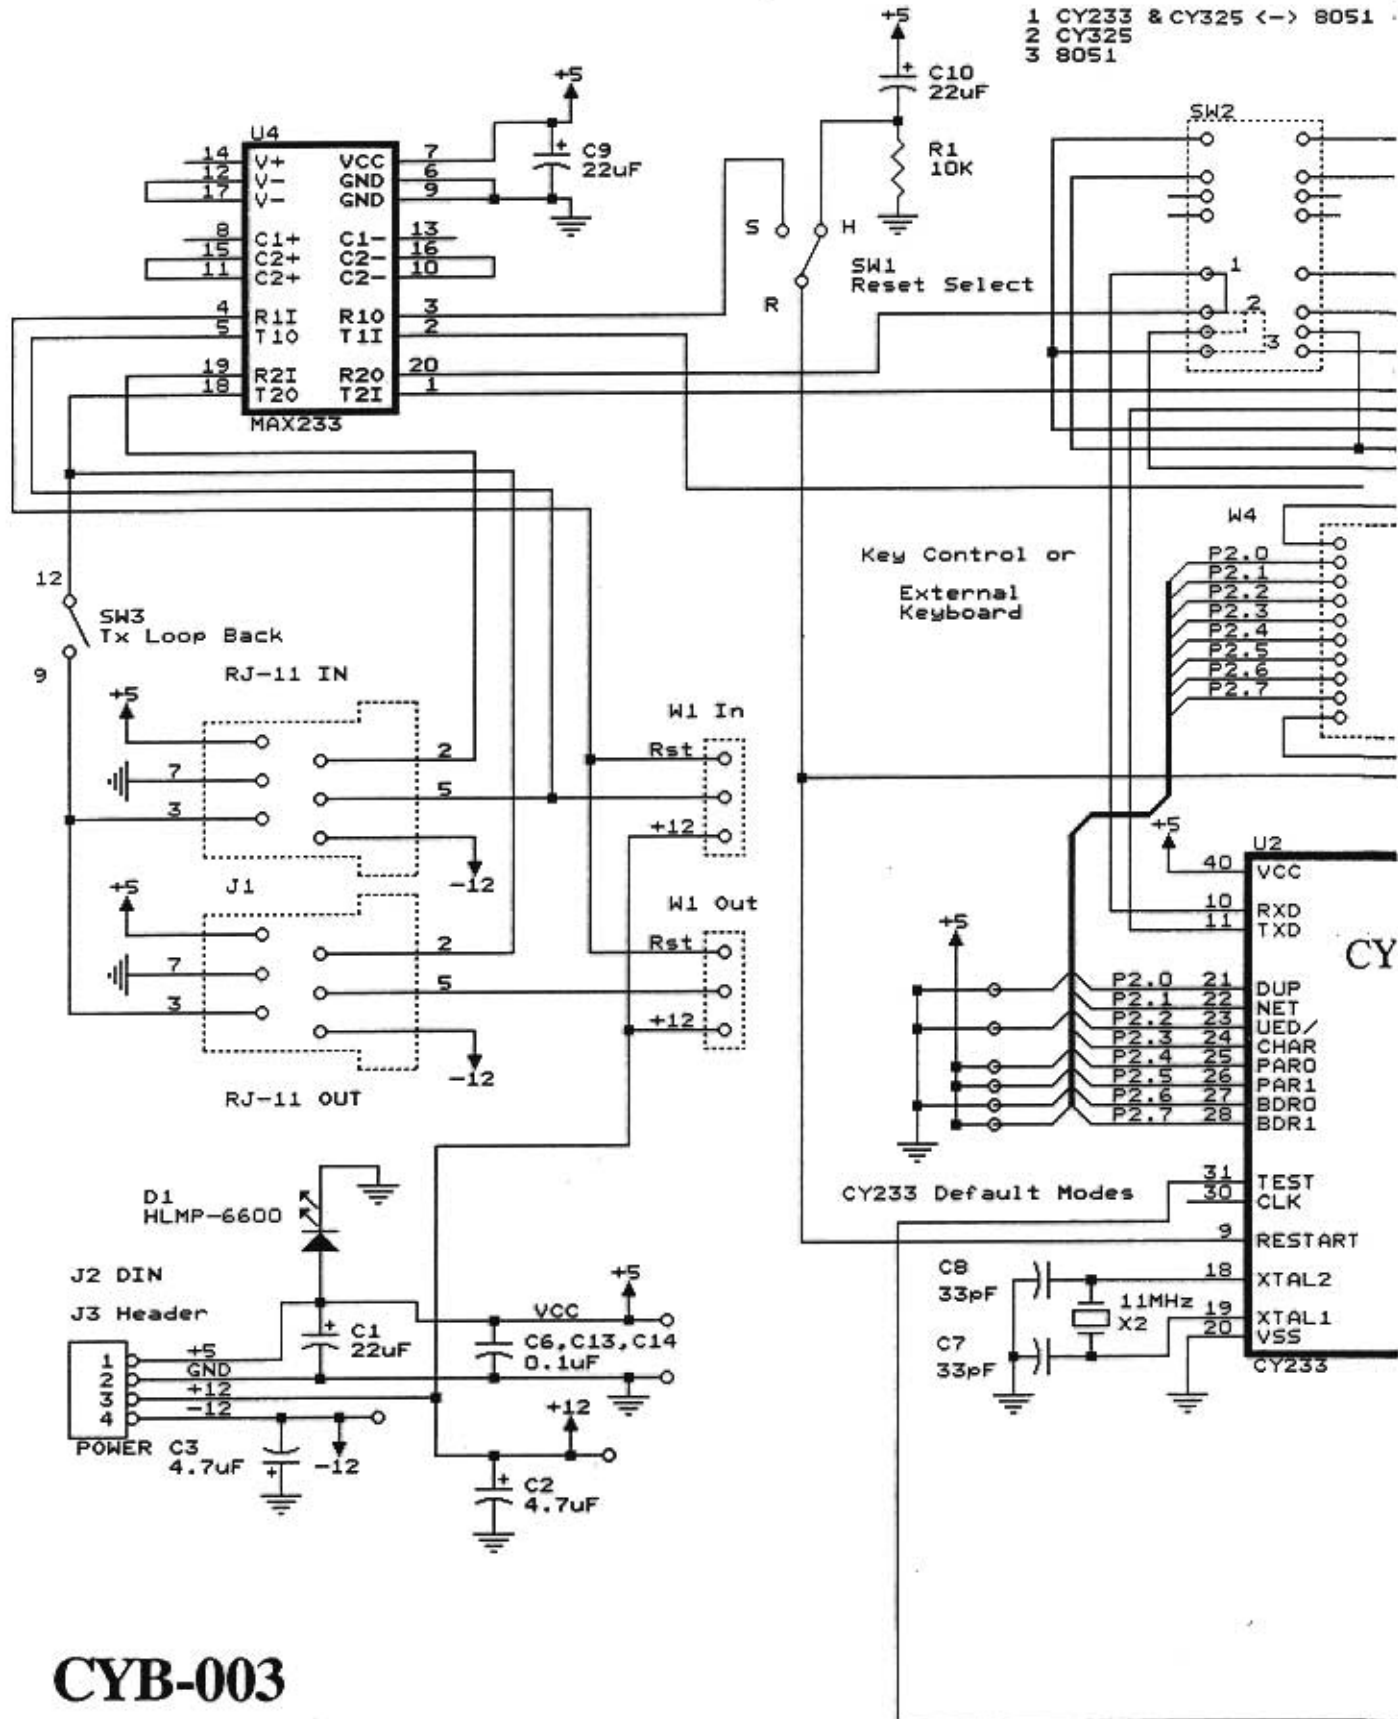 1 CY233 & CY325 <-> 8051
2 CY325
3 8051
+5
C10
22uF
+5
C9
22uF
R1
10K
SW2
1
2
3
U4
14 V+ VCC 7
12 V- GND 6
17 V- GND 9
8 C1+ C1- 13
15 C2+ C2- 16
11 C2+ C2- 10
4 R1I R1O 3
5 T1O T1I 2
19 R2I R2O 20
18 T2O T2I 1
MAX233
S H
R
SW1
Reset Select
W4
P2.0
P2.1
P2.2
P2.3
P2.4
P2.5
P2.6
P2.7
Key Control or
External
Keyboard
12
SW3
Tx Loop Back
9
RJ-11 IN
+5
7
3
2
5
-12
W1 In
Rst
+12
J1
+5
7
3
2
5
-12
RJ-11 OUT
W1 Out
Rst
+12
+5
U2
40 VCC
10 RXD
11 TXD
CY
+5
P2.0 21 DUP
P2.1 22 NET
P2.2 23 UED/
P2.3 24 CHAR
P2.4 25 PAR0
P2.5 26 PAR1
P2.6 27 BDR0
P2.7 28 BDR1
CY233 Default Modes
31 TEST
30 CLK
9 RESTART
18 XTAL2
19 XTAL1
20 VSS
CY233
C8
33pF
11MHz
X2
C7
33pF
D1
HLMP-6600
J2 DIN
J3 Header
1 +5
2 GND
3 +12
4 -12
POWER
C1
22uF
VCC
+5
C6,C13,C14
0.1uF
+12
C3
4.7uF
-12
C2
4.7uF
CYB-003